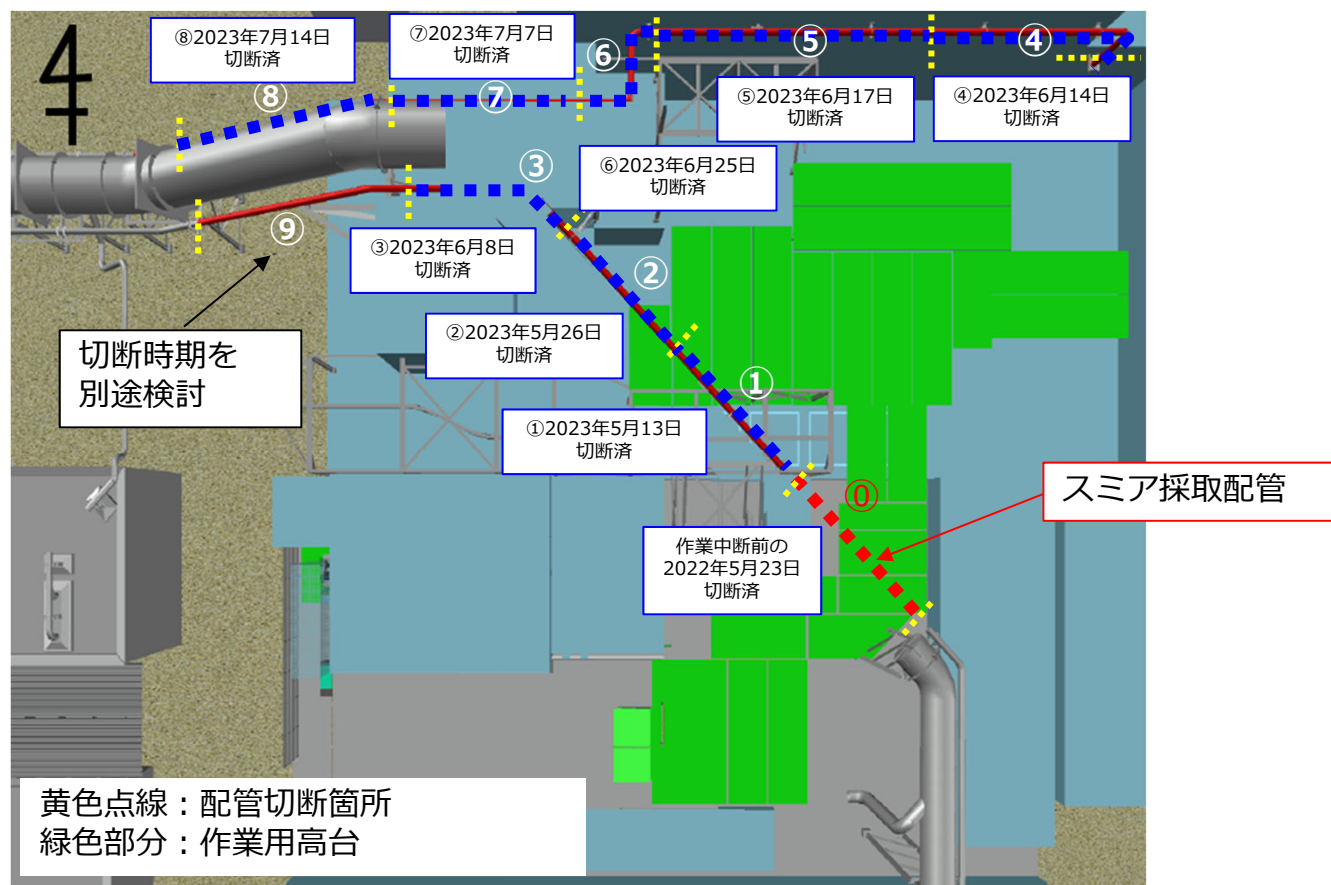 4
⑧2023年7月14日
切断済
⑦2023年7月7日
切断済
⑧
⑦
⑥
⑤
④
⑤2023年6月17日
切断済
④2023年6月14日
切断済
③
⑥2023年6月25日
切断済
⑨
③2023年6月8日
切断済
②
②2023年5月26日
切断済
切断時期を
別途検討
①
①2023年5月13日
切断済
⓪
スミア採取配管
作業中断前の
2022年5月23日
切断済
黄色点線：配管切断箇所
緑色部分：作業用高台